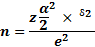 n = z α/2 ² × δ2 / e²